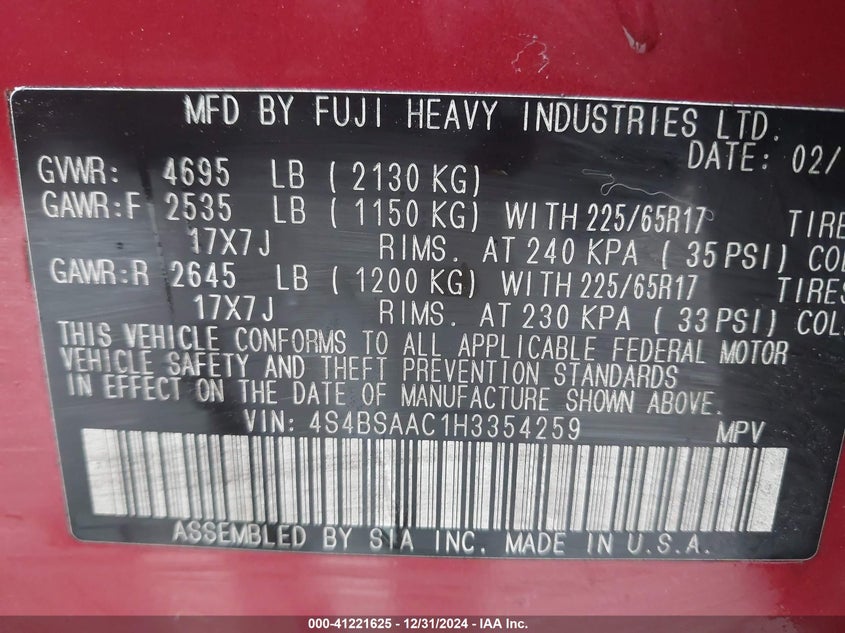 MFD BY FUJI HEAVY INDUSTRIES LTD.
DATE: 02/
GVWR: 4695 LB ( 2130 KG)
GAWR:F 2535 LB ( 1150 KG) WITH 225/65R17 TIRE
17X7J RIMS. AT 240 KPA ( 35 PSI) COL
GAWR:R 2645 LB ( 1200 KG) WITH 225/65R17 TIRES
17X7J RIMS. AT 230 KPA ( 33 PSI) COL
THIS VEHICLE CONFORMS TO ALL APPLICABLE FEDERAL MOTOR
VEHICLE SAFETY AND THEFT PREVENTION STANDARDS
IN EFFECT ON THE DATE OF MANUFACTURE SHOWN ABOVE.
VIN: 4S4BSAAC1H3354259 MPV
ASSEMBLED BY SIA INC. MADE IN U.S.A.
000-41221625 - 12/31/2024 - IAA Inc.